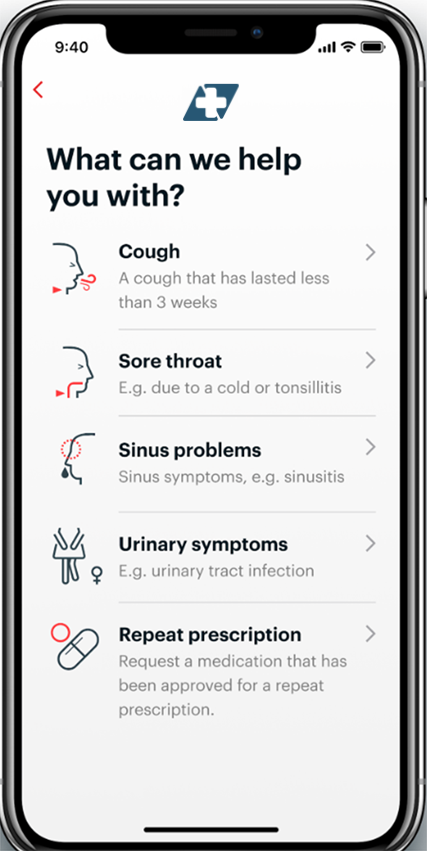 9:40
What can we help
you with?
Cough
A cough that has lasted less
than 3 weeks
Sore throat
E.g. due to a cold or tonsillitis
Sinus problems
Sinus symptoms, e.g. sinusitis
Urinary symptoms
E.g. urinary tract infection
Repeat prescription
Request a medication that has
been approved for a repeat
prescription.